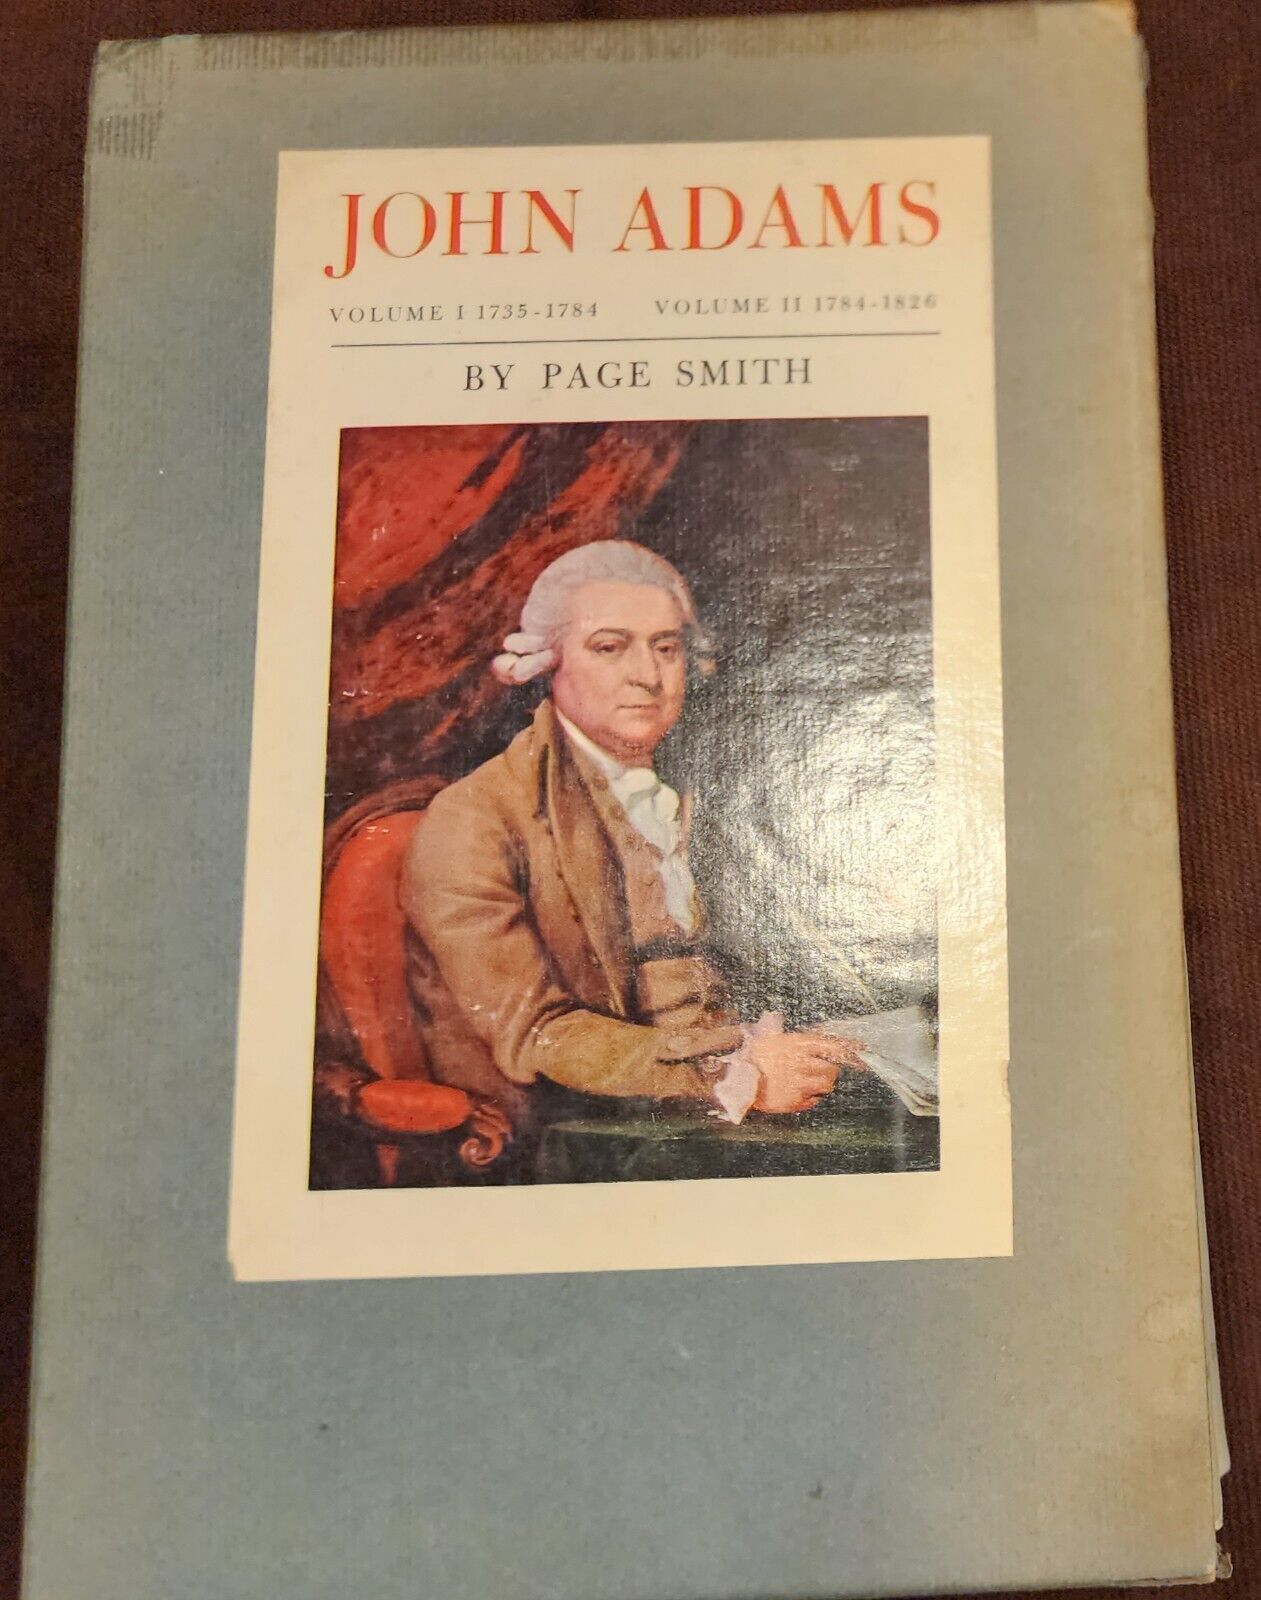 JOHN ADAMS
VOLUME I 1735-1784 VOLUME II 1784-1826
BY PAGE SMITH